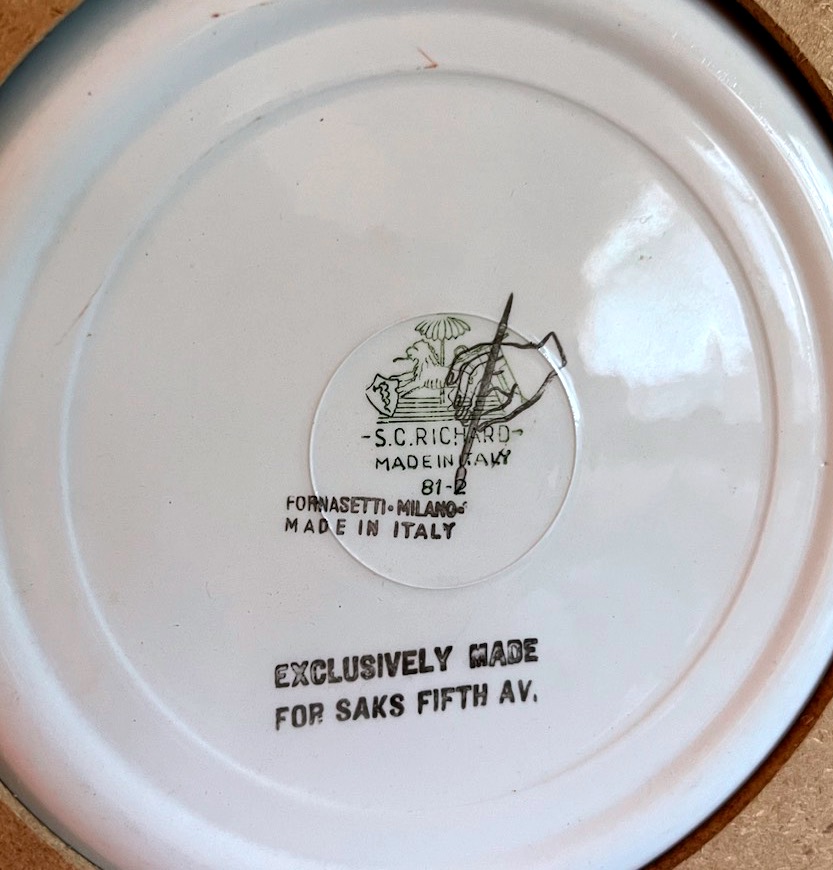 -S.C.RICHARD-
MADE IN ITALY
81-2
FORNASETTI·MILANO·
MADE IN ITALY
EXCLUSIVELY MADE
FOR SAKS FIFTH AV.